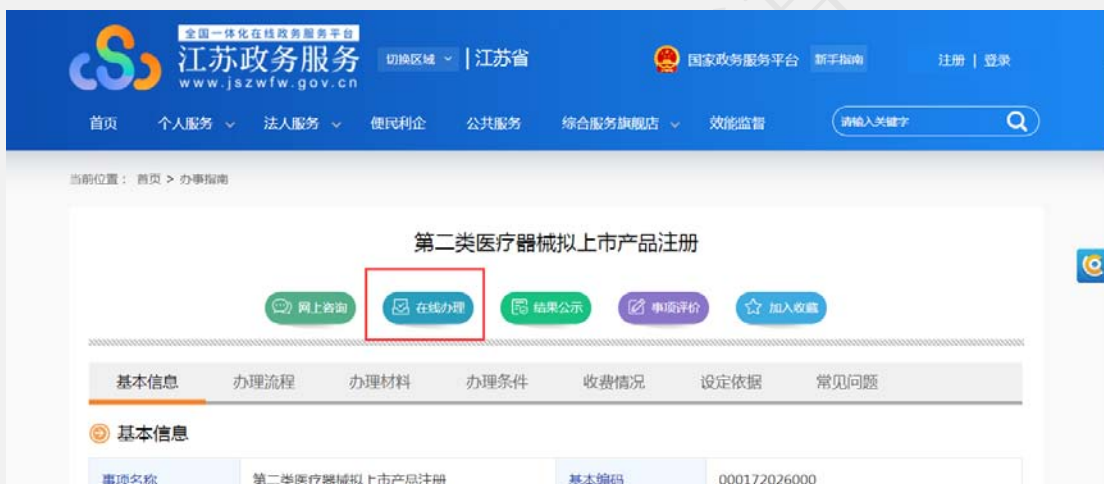 全国一体化在线政务服务平台
江苏政务服务 切换区域 江苏省 国家政务服务平台 新手指南 注册 | 登录
www.jszwfw.gov.cn
首页 个人服务 法人服务 便民利企 公共服务 综合服务旗舰店 效能监督 请输入关键字
当前位置： 首页 > 办事指南
第二类医疗器械拟上市产品注册
网上咨询 在线办理 结果公示 事项评价 加入收藏
基本信息 办理流程 办理材料 办理条件 收费情况 设定依据 常见问题
基本信息
事项名称 第二类医疗器械拟上市产品注册 基本编码 000172026000